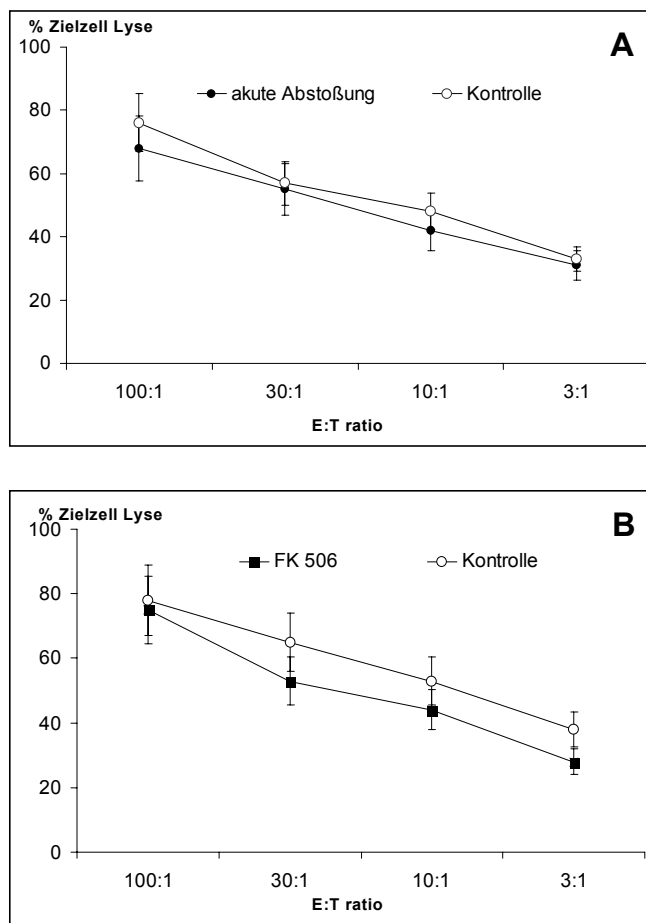 % Zielzell Lyse
A
100
akute Abstoßung Kontrolle
80
60
40
20
0
100:1 30:1 10:1 3:1
E:T ratio
% Zielzell Lyse
B
100
FK 506 Kontrolle
80
60
40
20
0
100:1 30:1 10:1 3:1
E:T ratio